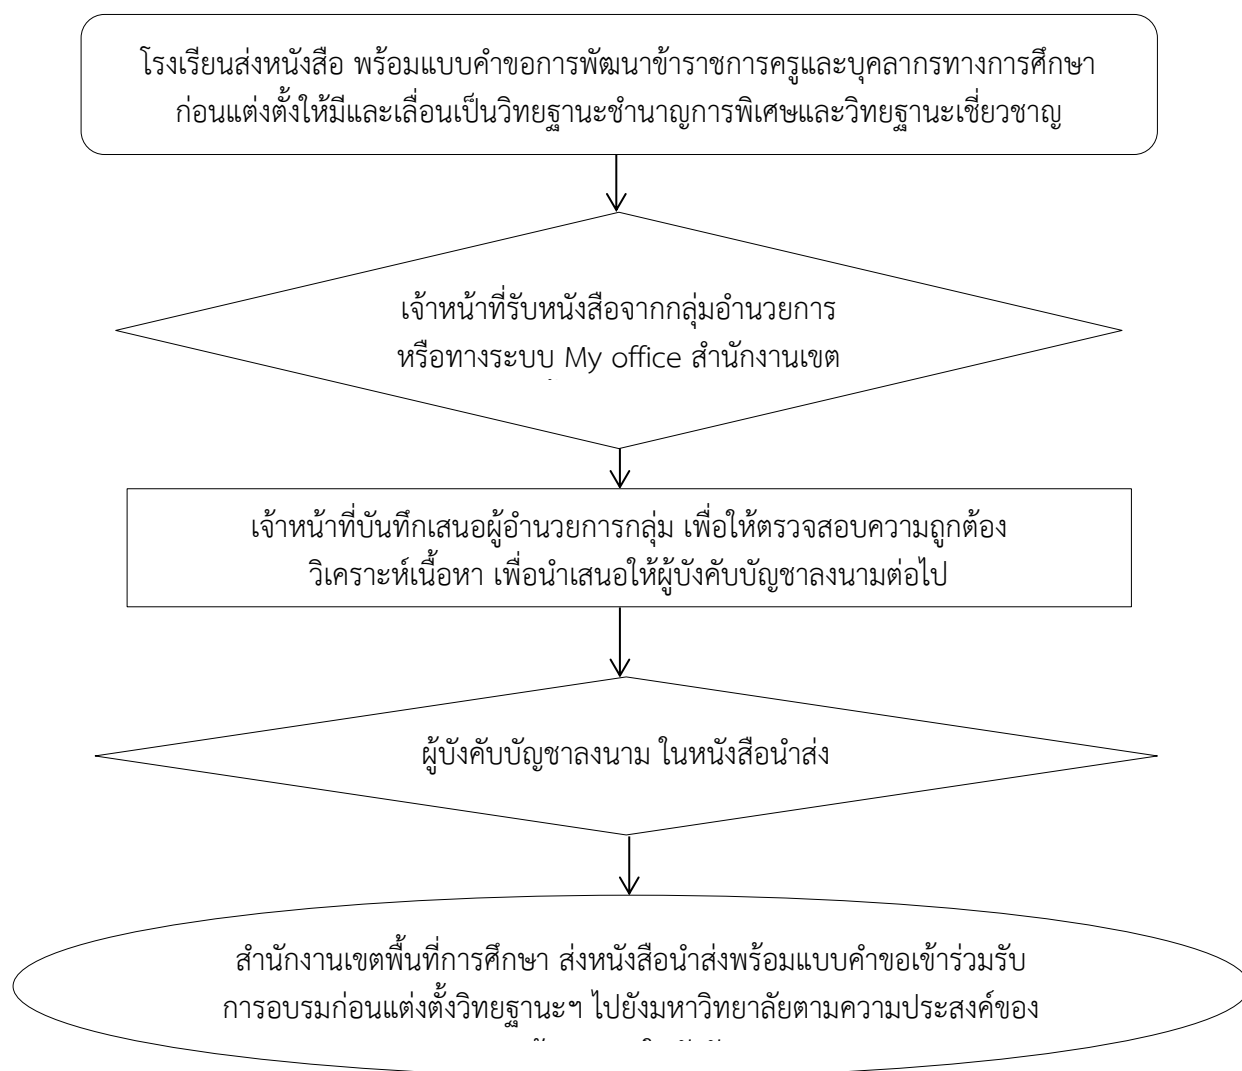 โรงเรียนส่งหนังสือ พร้อมแบบคำขอการพัฒนาข้าราชการครูและบุคลากรทางการศึกษา
ก่อนแต่งตั้งให้มีและเลื่อนเป็นวิทยฐานะชำนาญการพิเศษและวิทยฐานะเชี่ยวชาญ
เจ้าหน้าที่รับหนังสือจากกลุ่มอำนวยการ
หรือทางระบบ My office สำนักงานเขต
เจ้าหน้าที่บันทึกเสนอผู้อำนวยการกลุ่ม เพื่อให้ตรวจสอบความถูกต้อง
วิเคราะห์เนื้อหา เพื่อนำเสนอให้ผู้บังคับบัญชาลงนามต่อไป
ผู้บังคับบัญชาลงนาม ในหนังสือนำส่ง
สำนักงานเขตพื้นที่การศึกษา ส่งหนังสือนำส่งพร้อมแบบคำขอเข้าร่วมรับ
การอบรมก่อนแต่งตั้งวิทยฐานะฯ ไปยังมหาวิทยาลัยตามความประสงค์ของ